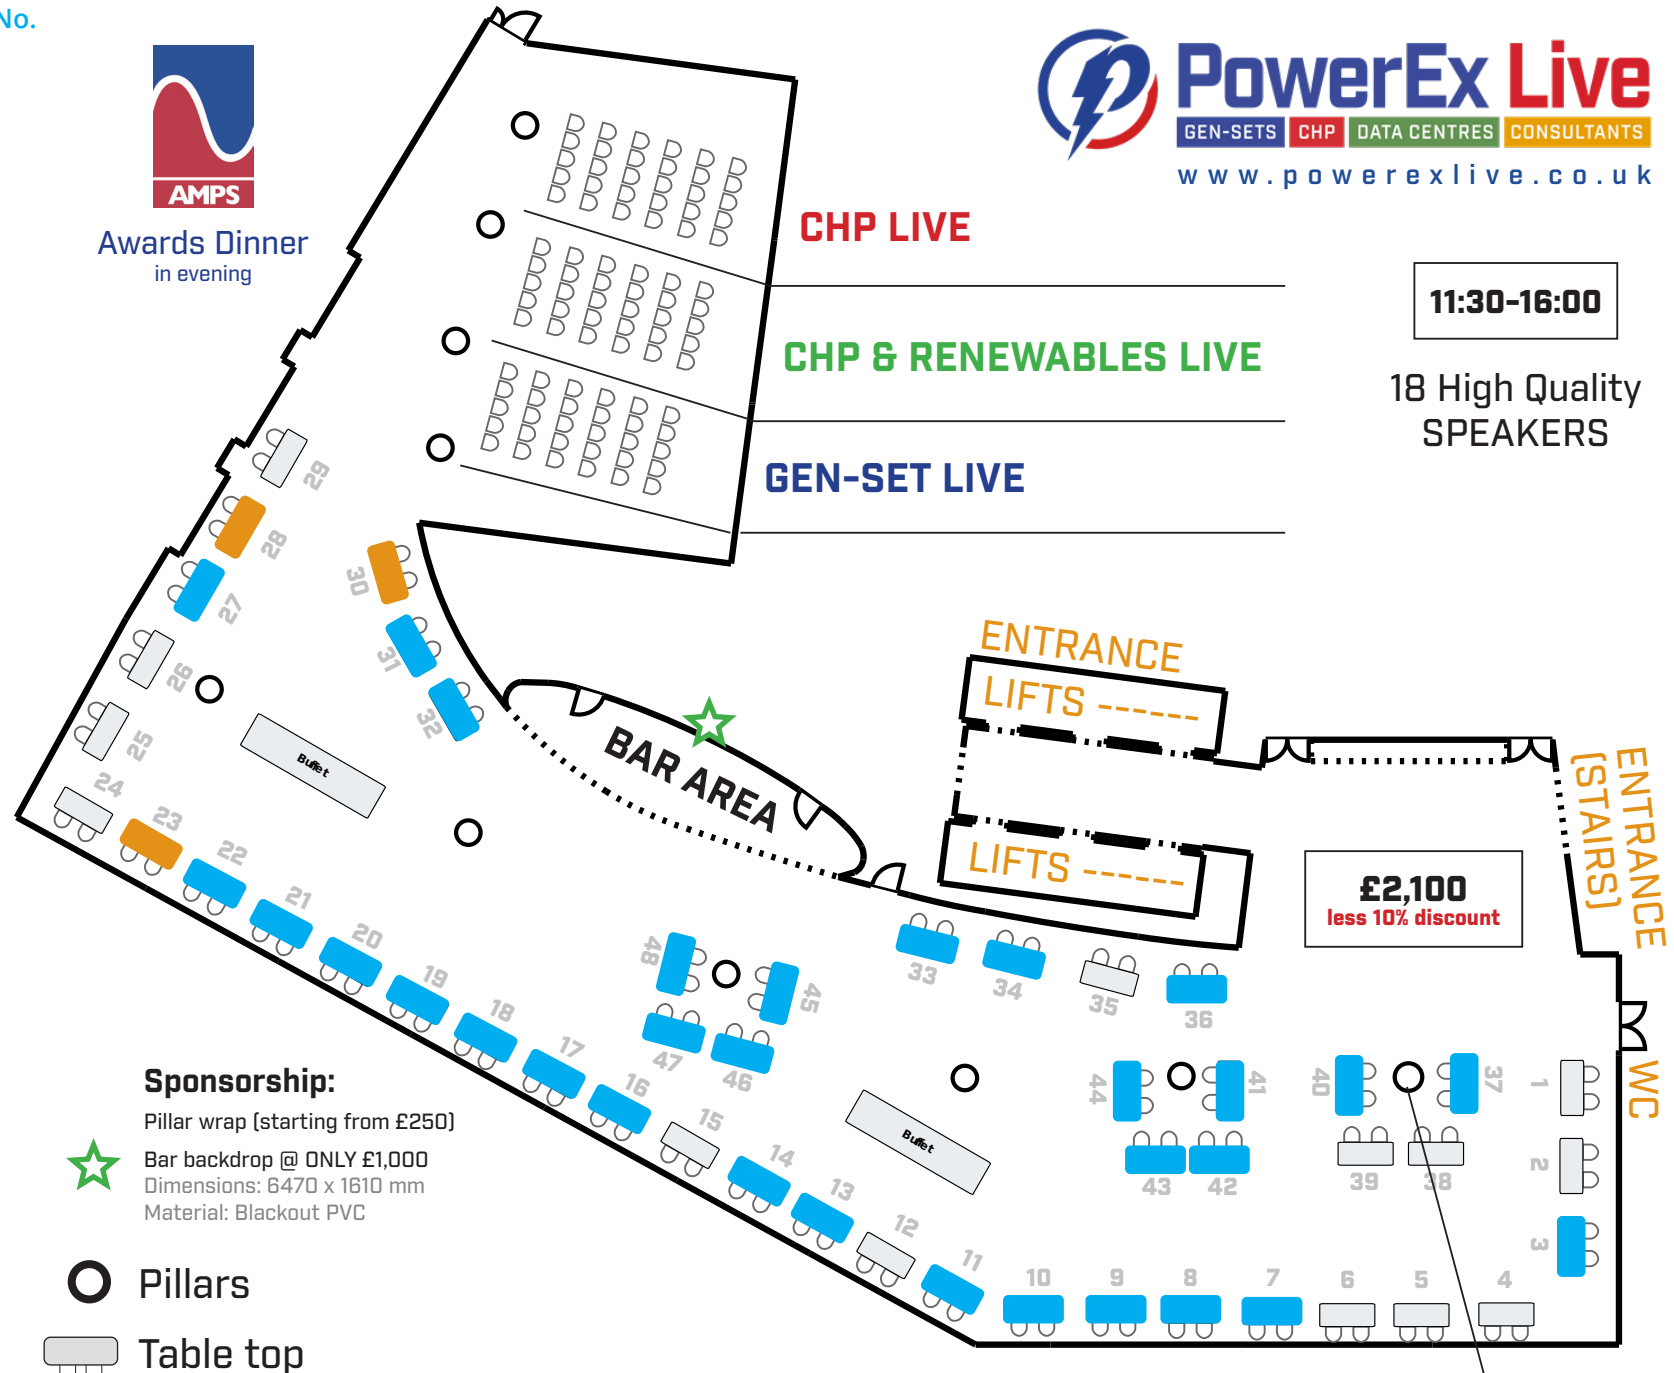 No.
AMPS
Awards Dinner
in evening
PowerEx Live
GEN-SETS CHP DATA CENTRES CONSULTANTS
www.powerexlive.co.uk
CHP LIVE
CHP & RENEWABLES LIVE
GEN-SET LIVE
11:30-16:00
18 High Quality
SPEAKERS
29
28
27
26
25
24
23
22
21
20
19
18
17
16
15
14
13
12
11
10
9
8
7
6
5
4
3
2
1
30
31
32
Buffet
BAR AREA
ENTRANCE
LIFTS
LIFTS
ENTRANCE
(STAIRS)
£2,100
less 10% discount
WC
33
34
35
36
37
38
39
40
41
42
43
44
45
46
47
48
Buffet
Sponsorship:
Pillar wrap (starting from £250)
Bar backdrop @ ONLY £1,000
Dimensions: 6470 x 1610 mm
Material: Blackout PVC
Pillars
Table top